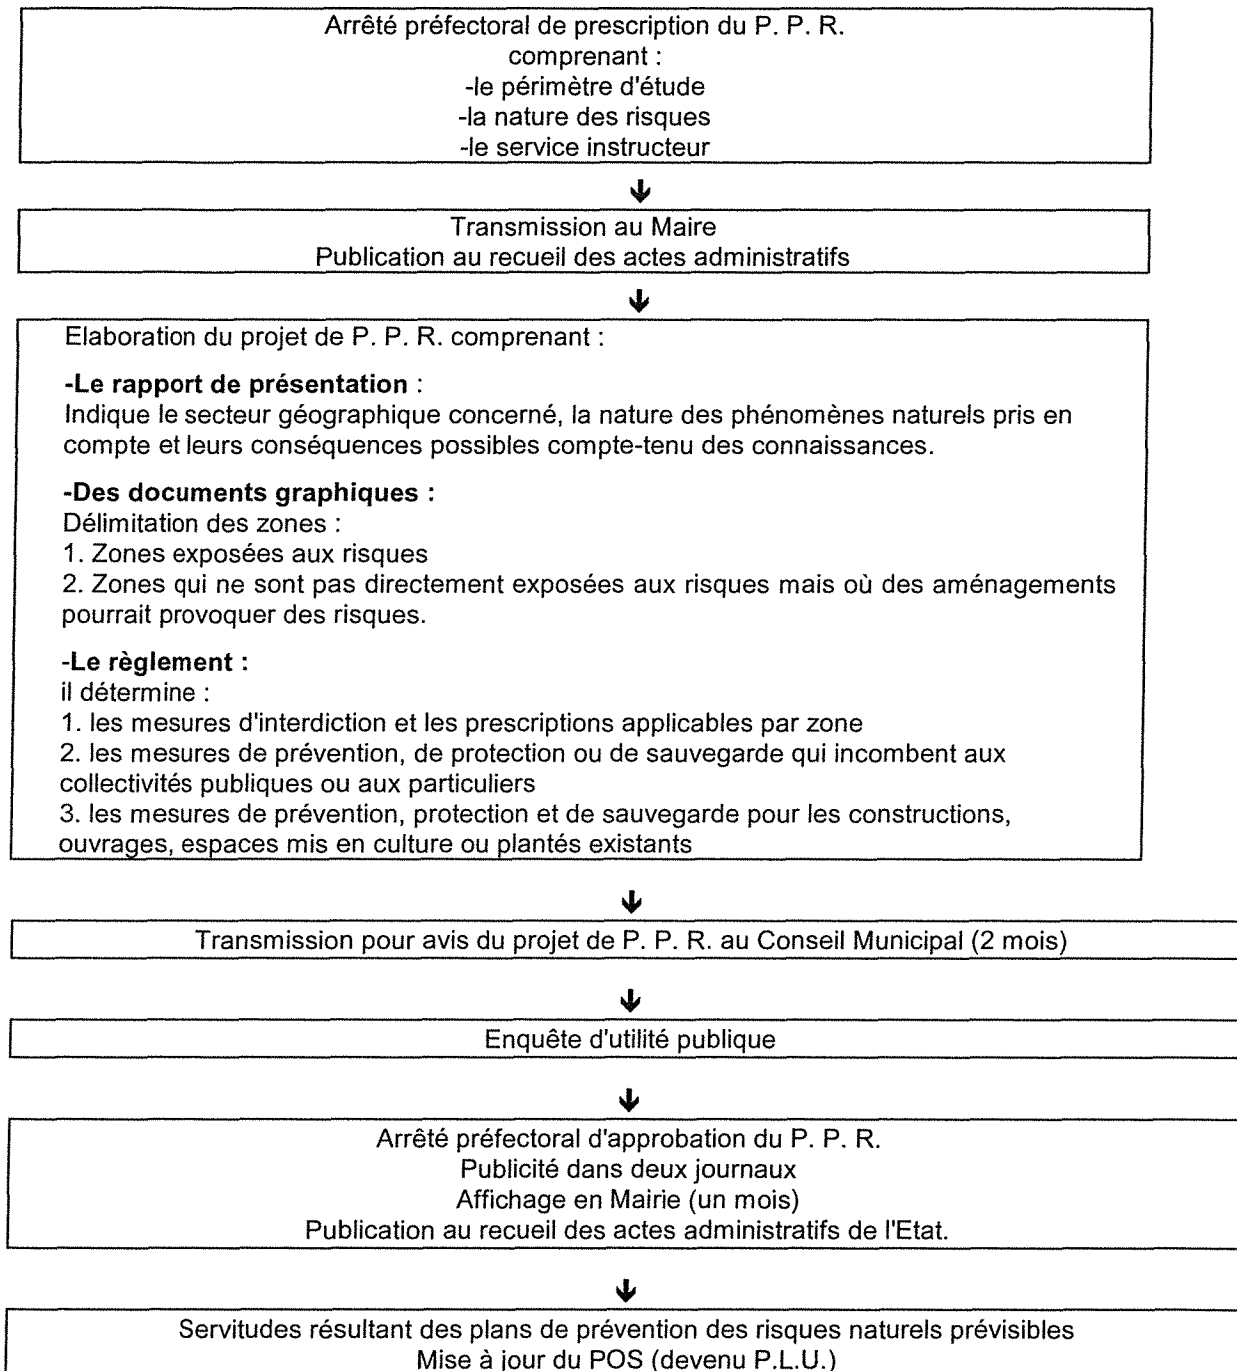 Arrêté préfectoral de prescription du P. P. R.
comprenant :
-le périmètre d'étude
-la nature des risques
-le service instructeur
Transmission au Maire
Publication au recueil des actes administratifs
Elaboration du projet de P. P. R. comprenant :
-Le rapport de présentation :
Indique le secteur géographique concerné, la nature des phénomènes naturels pris en
compte et leurs conséquences possibles compte-tenu des connaissances.
-Des documents graphiques :
Délimitation des zones :
1. Zones exposées aux risques
2. Zones qui ne sont pas directement exposées aux risques mais où des aménagements
pourrait provoquer des risques.
-Le règlement :
il détermine :
1. les mesures d'interdiction et les prescriptions applicables par zone
2. les mesures de prévention, de protection ou de sauvegarde qui incombent aux
collectivités publiques ou aux particuliers
3. les mesures de prévention, protection et de sauvegarde pour les constructions,
ouvrages, espaces mis en culture ou plantés existants
Transmission pour avis du projet de P. P. R. au Conseil Municipal (2 mois)
Enquête d'utilité publique
Arrêté préfectoral d'approbation du P. P. R.
Publicité dans deux journaux
Affichage en Mairie (un mois)
Publication au recueil des actes administratifs de l'Etat.
Servitudes résultant des plans de prévention des risques naturels prévisibles
Mise à jour du POS (devenu P.L.U.)